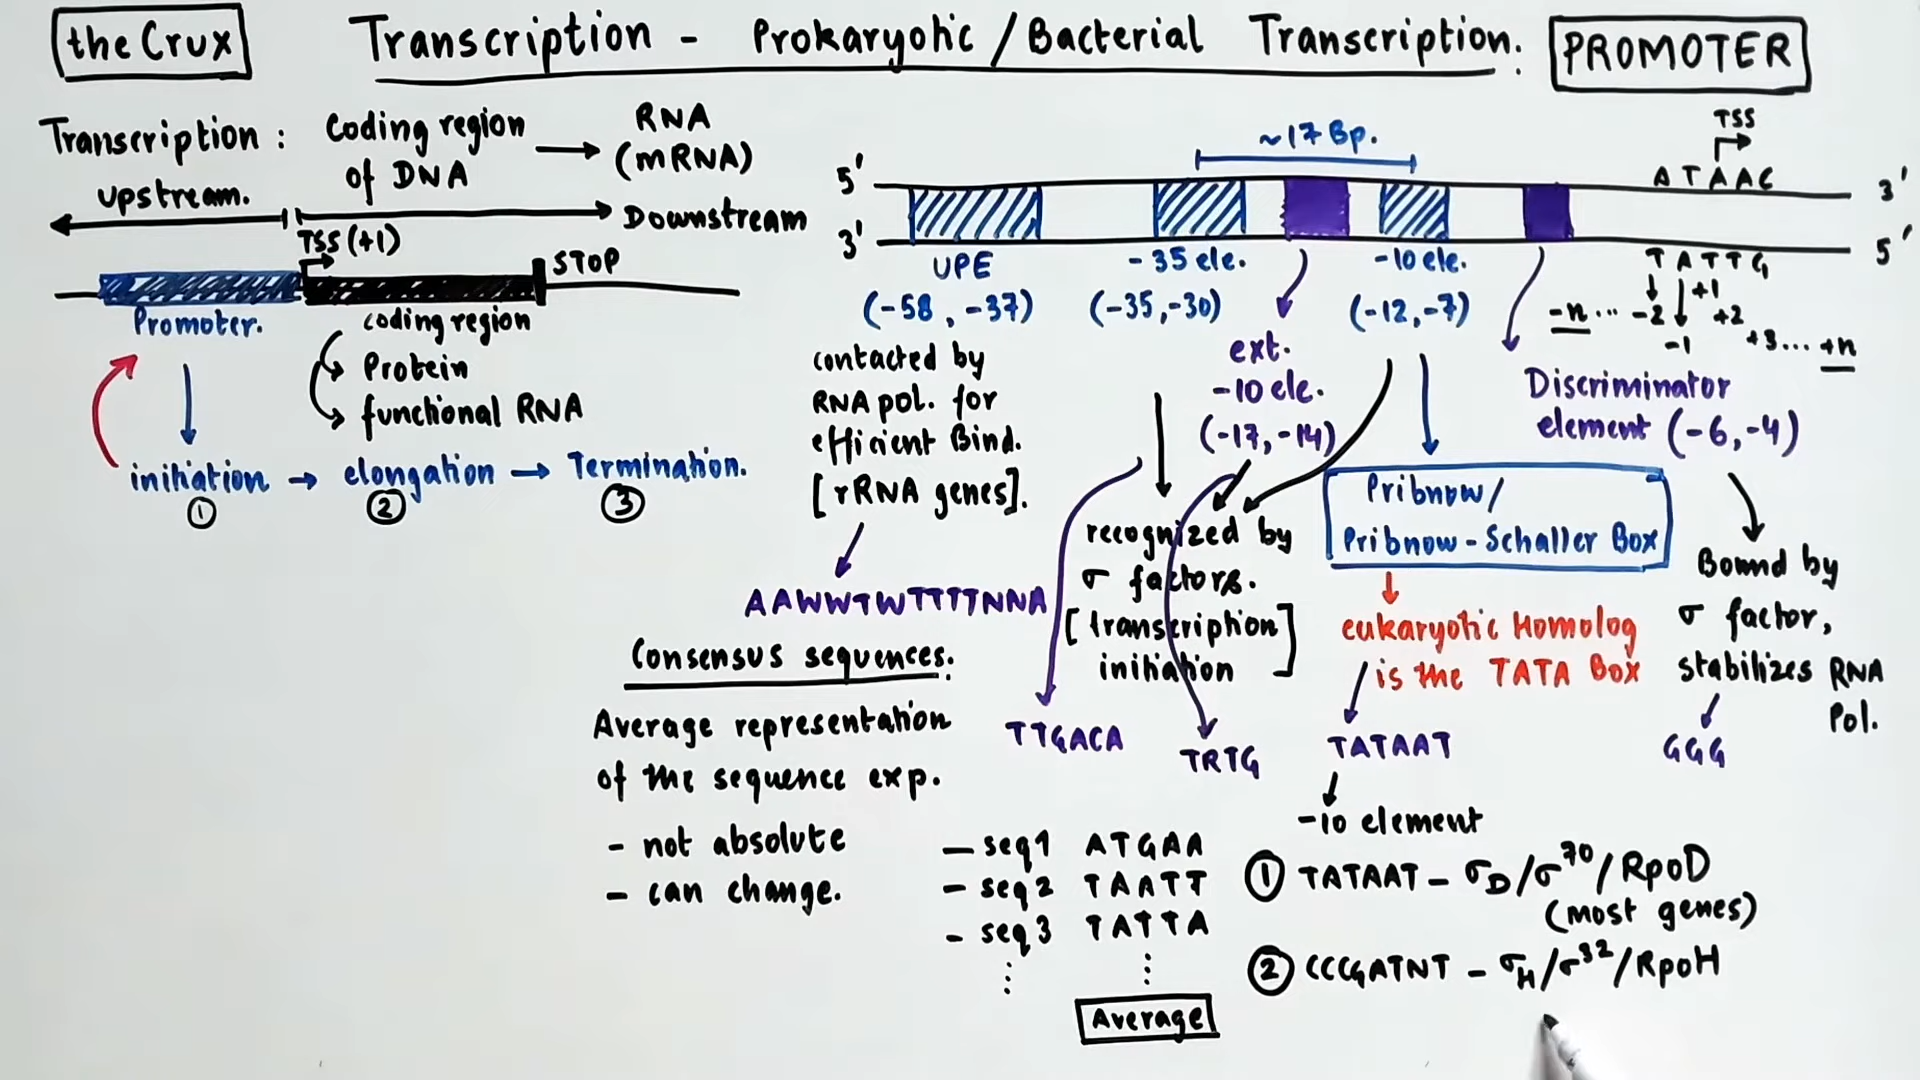 the Crux
Transcription - Prokaryotic / Bacterial Transcription:
PROMOTER
Transcription :
Coding region
of DNA
RNA
(mRNA)
upstream.
Downstream
TSS (+1)
STOP
Promoter.
coding region
Protein
functional RNA
initiation → elongation → Termination.
① ② ③
~17 Bp.
TSS
ATAAC
5' 3'
3' 5'
TATTG
UPE
(-58, -37)
-35 ele.
(-35,-30)
-10 ele.
(-12,-7)
-n... -2 -1 +1 +2 +3... +n
contacted by
RNA pol. for
efficient Bind.
[rRNA genes].
ext.
-10 ele.
(-17,-14)
Discriminator
element (-6,-4)
recognized by
σ factors.
[transcription
initiation]
Pribnow/
Pribnow-Schaller Box
eukaryotic Homolog
is the TATA Box
Bound by
σ factor,
stabilizes RNA
Pol.
AAWWTWTTTTNNA
TTGACA
TRTG
TATAAT
GGG
Consensus sequences.
Average representation
of the sequence exp.
- not absolute
- can change.
- seq1 ATGAA
- seq2 TAATT
- seq3 TATTA
Average
-10 element
① TATAAT - σD/σ70/RpoD
(most genes)
② CCCGATNT - σH/σ32/RpoH